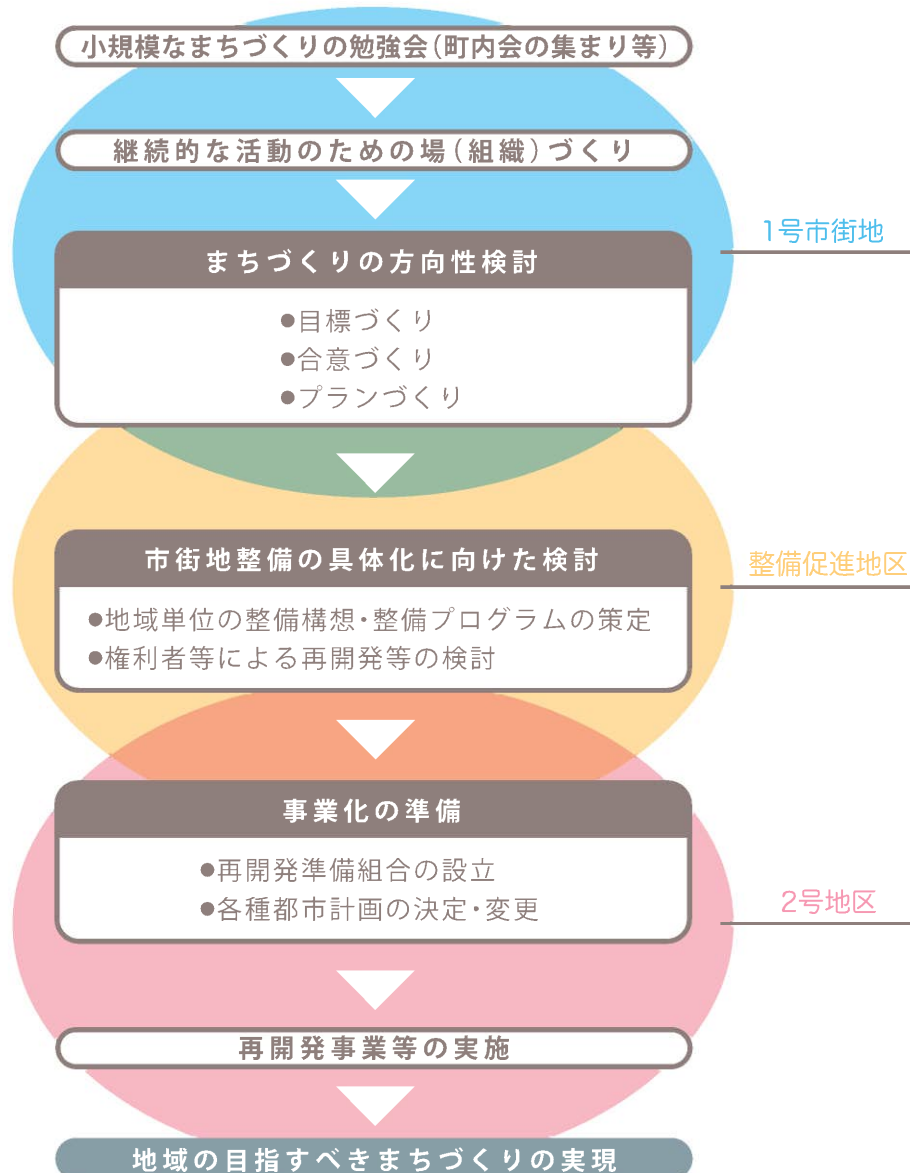 小規模なまちづくりの勉強会(町内会の集まり等)
継続的な活動のための場(組織)づくり
1号市街地
まちづくりの方向性検討
●目標づくり
●合意づくり
●プランづくり
市街地整備の具体化に向けた検討
整備促進地区
●地域単位の整備構想・整備プログラムの策定
●権利者等による再開発等の検討
事業化の準備
●再開発準備組合の設立
●各種都市計画の決定・変更
2号地区
再開発事業等の実施
地域の目指すべきまちづくりの実現